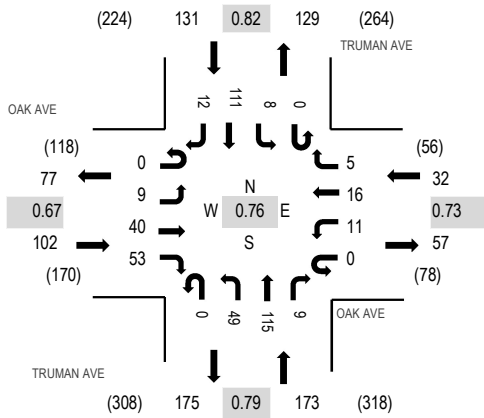 (224) 131 0.82 129 (264)
TRUMAN AVE
12 111 8 0
OAK AVE
(118) (56)
0 5
77 32
9 N 16
0.67 W 0.76 E 0.73
40 11
102 S 57
53 0
(170) (78)
0 49 115 9
OAK AVE
TRUMAN AVE
(308) 175 0.79 173 (318)